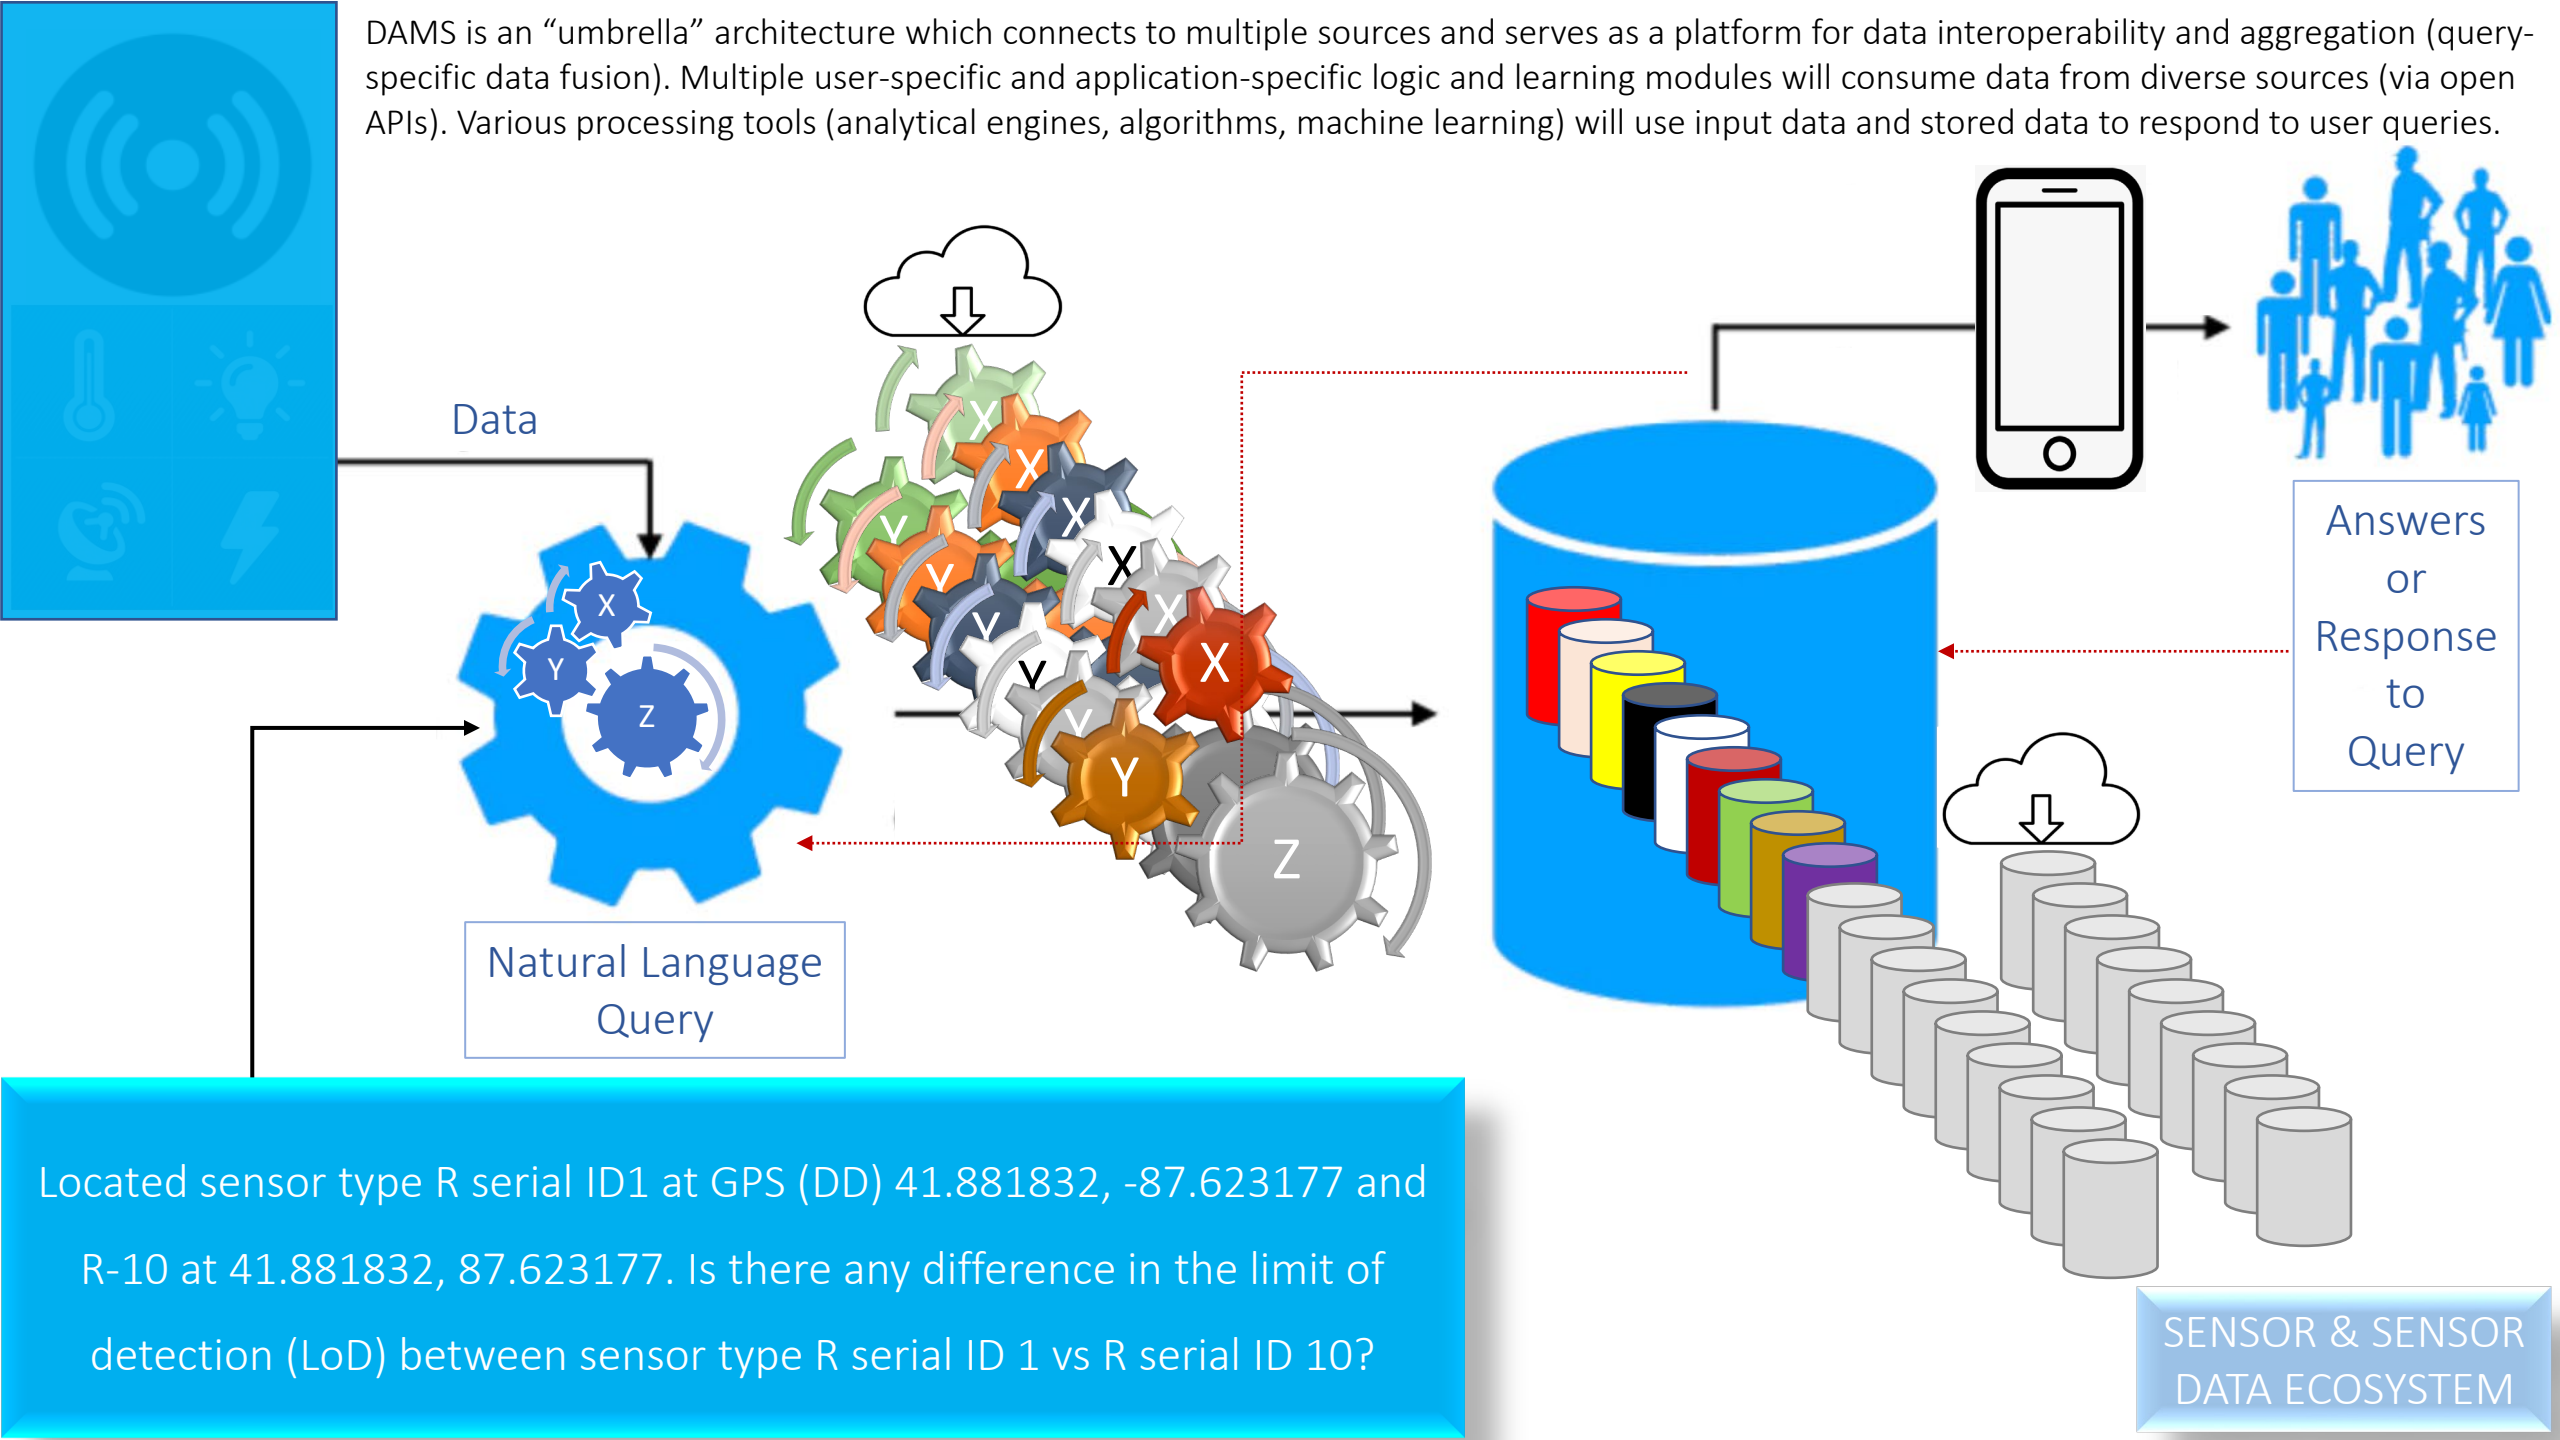 DAMS is an “umbrella” architecture which connects to multiple sources and serves as a platform for data interoperability and aggregation (query-
specific data fusion). Multiple user-specific and application-specific logic and learning modules will consume data from diverse sources (via open
APIs). Various processing tools (analytical engines, algorithms, machine learning) will use input data and stored data to respond to user queries.
Data
X
Y
Z
X
X
X
X
X
X
Y
Y
Y
Y
Y
Y
Z
Answers
or
Response
to
Query
Natural Language
Query
Located sensor type R serial ID1 at GPS (DD) 41.881832, -87.623177 and
R-10 at 41.881832, 87.623177. Is there any difference in the limit of
detection (LoD) between sensor type R serial ID 1 vs R serial ID 10?
SENSOR & SENSOR
DATA ECOSYSTEM